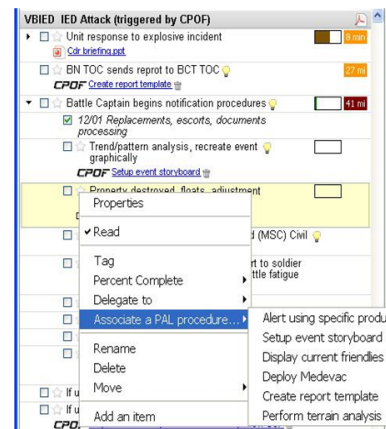 VBIED IED Attack (triggered by CPOF)
Unit response to explosive incident
8 min
Cdr briefing.ppt
BN TOC sends reprot to BCT TOC
27 mi
CPOF Create report template
Battle Captain begins notification procedures
41 mi
12/01 Replacements, escorts, documents
processing
Trend/pattern analysis, recreate event
graphically
CPOF Setup event storyboard
Property destroyed, floats, adjustment
Properties
Read
d (MSC) Civil
Tag
rt to soldier
Percent Complete
ttle fatigue
Delegate to
Associate a PAL procedure...
Alert using specific produ
Setup event storyboard
Rename
Display current friendlies
Delete
Deploy Medevac
Move
Create report template
If u
Add an item
Perform terrain analysis
If u
CPO